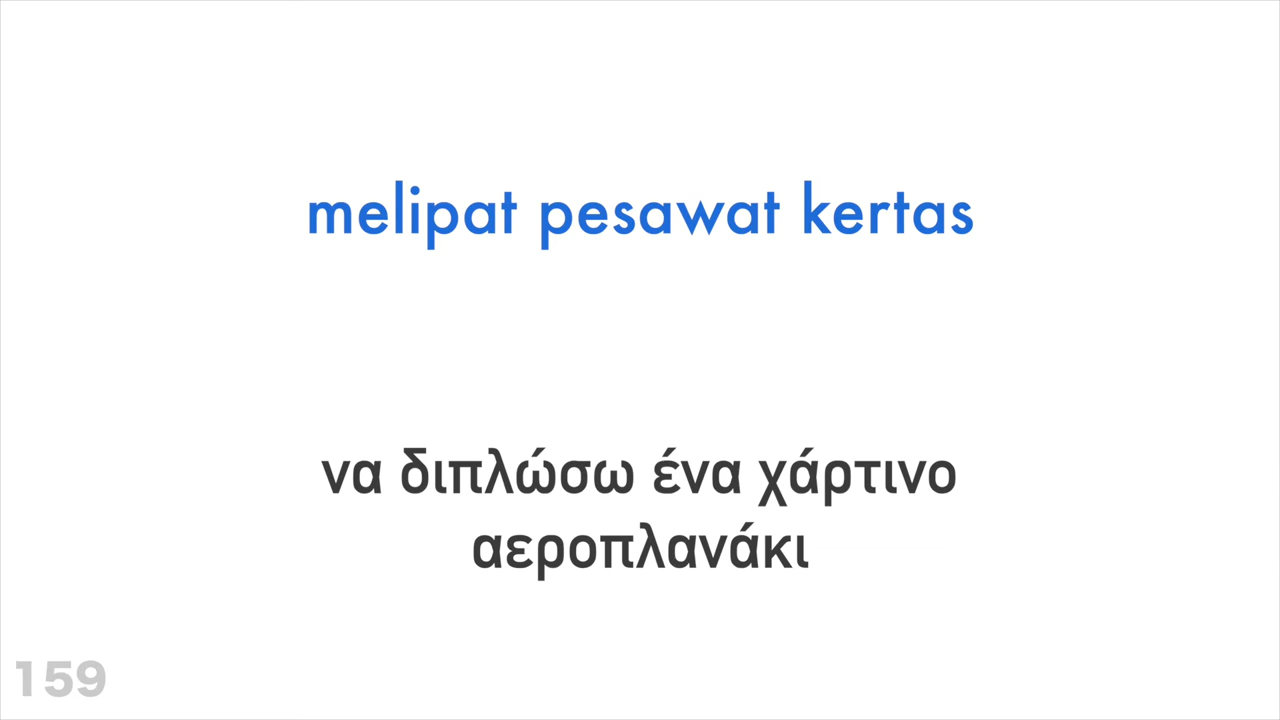 melipat pesawat kertas
να διπλώσω ένα χάρτινο
αεροπλανάκι
159